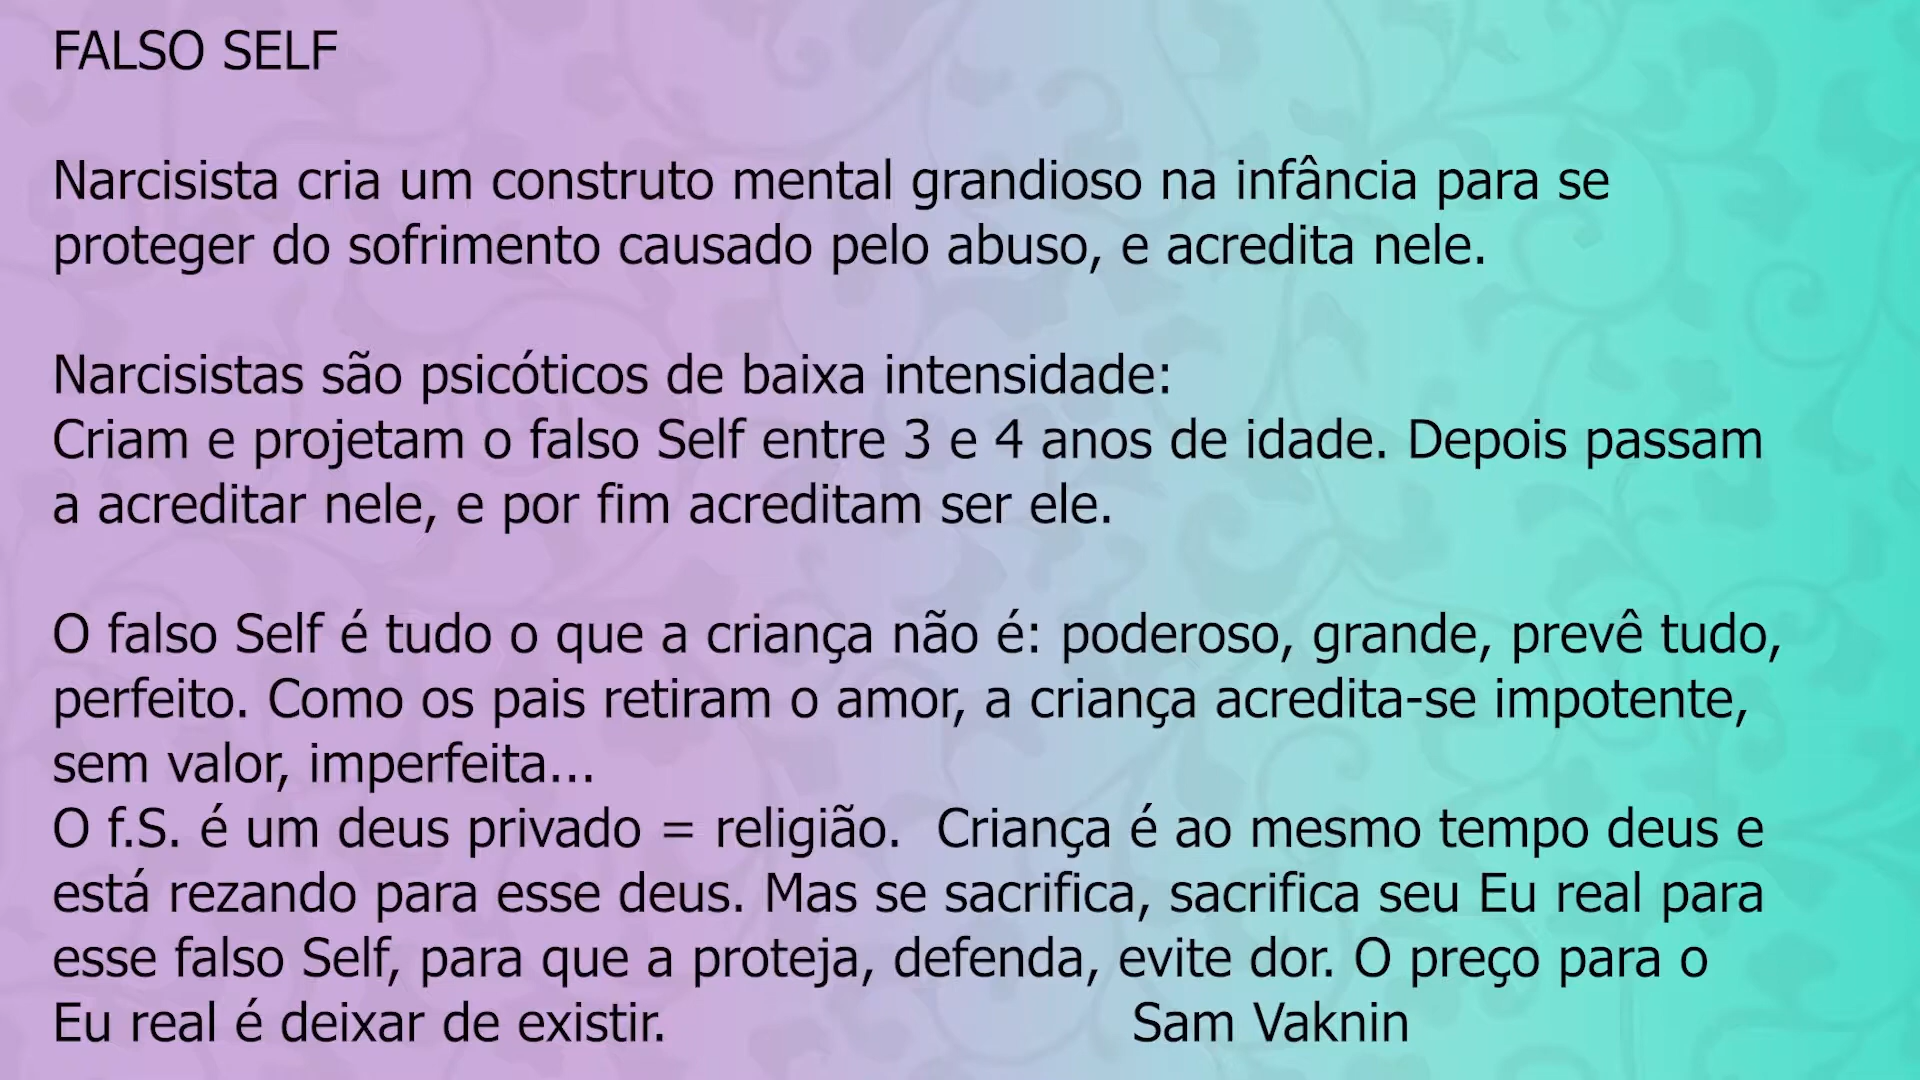 FALSO SELF
Narcisista cria um construto mental grandioso na infância para se
proteger do sofrimento causado pelo abuso, e acredita nele.
Narcisistas são psicóticos de baixa intensidade:
Criam e projetam o falso Self entre 3 e 4 anos de idade. Depois passam
a acreditar nele, e por fim acreditam ser ele.
O falso Self é tudo o que a criança não é: poderoso, grande, prevê tudo,
perfeito. Como os pais retiram o amor, a criança acredita-se impotente,
sem valor, imperfeita...
O f.S. é um deus privado = religião.  Criança é ao mesmo tempo deus e
está rezando para esse deus. Mas se sacrifica, sacrifica seu Eu real para
esse falso Self, para que a proteja, defenda, evite dor. O preço para o
Eu real é deixar de existir. Sam Vaknin